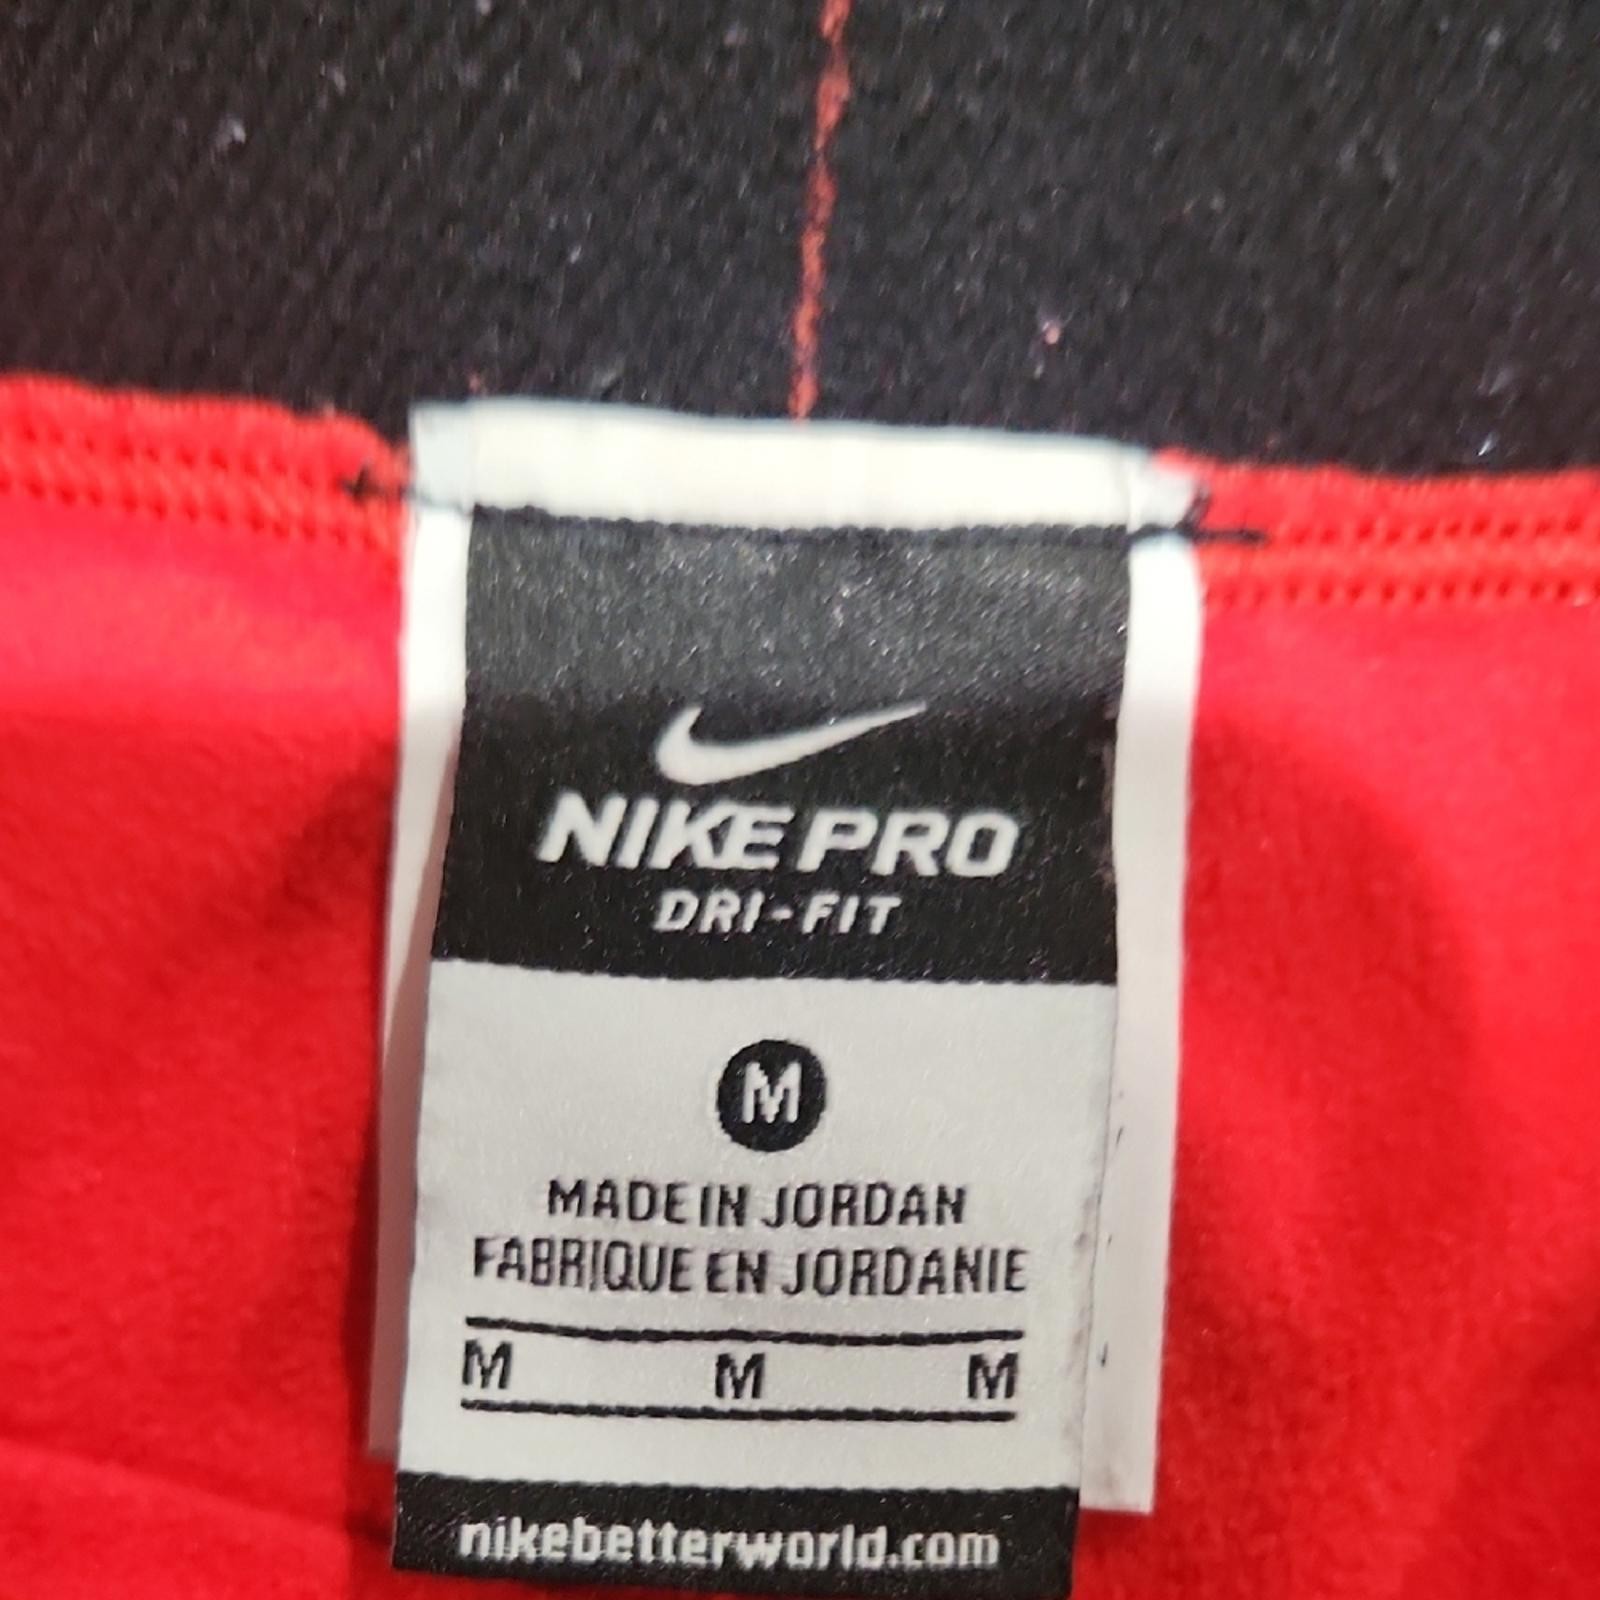 NIKE PRO
DRI-FIT
M
MADE IN JORDAN
FABRIQUE EN JORDANIE
M M M
nikebetterworld.com